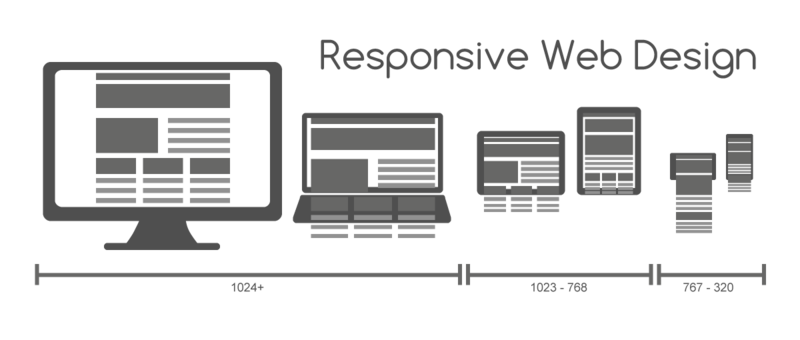 Responsive Web Design
1024+
1023 - 768
767 - 320